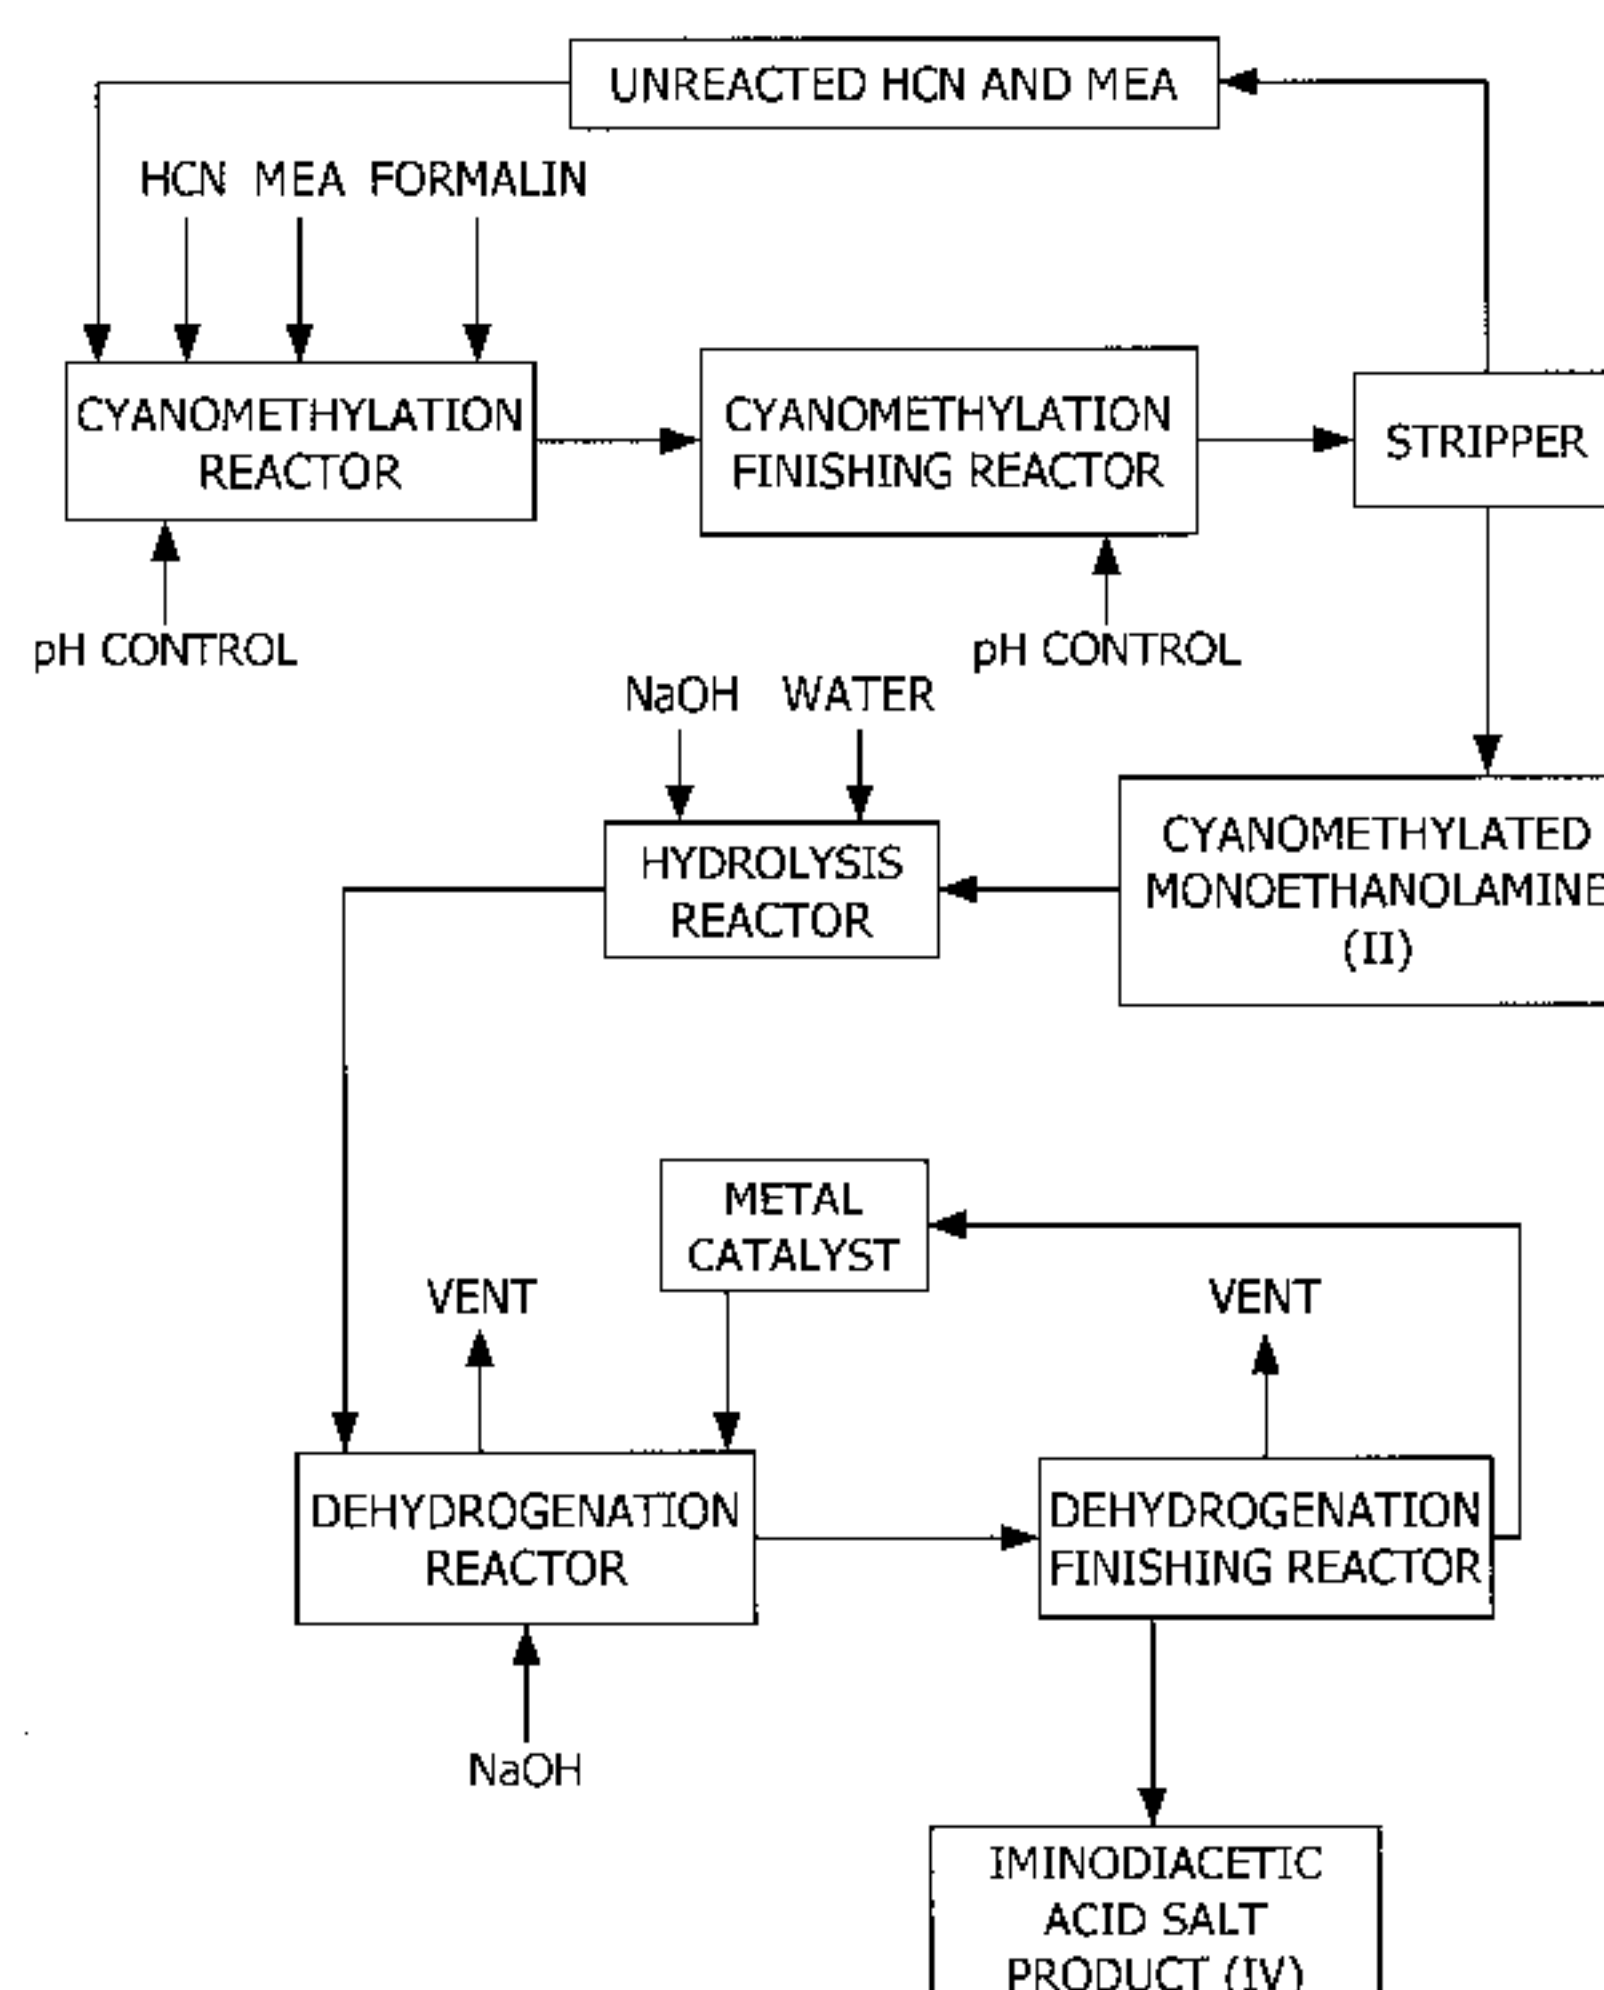 UNREACTED HCN AND MEA
HCN MEA FORMALIN
CYANOMETHYLATION
REACTOR
CYANOMETHYLATION
FINISHING REACTOR
STRIPPER
pH CONTROL
pH CONTROL
NaOH WATER
HYDROLYSIS
REACTOR
CYANOMETHYLATED
MONOETHANOLAMINE
(II)
METAL
CATALYST
VENT
VENT
DEHYDROGENATION
REACTOR
DEHYDROGENATION
FINISHING REACTOR
NaOH
IMINODIACETIC
ACID SALT
PRODUCT (IV)